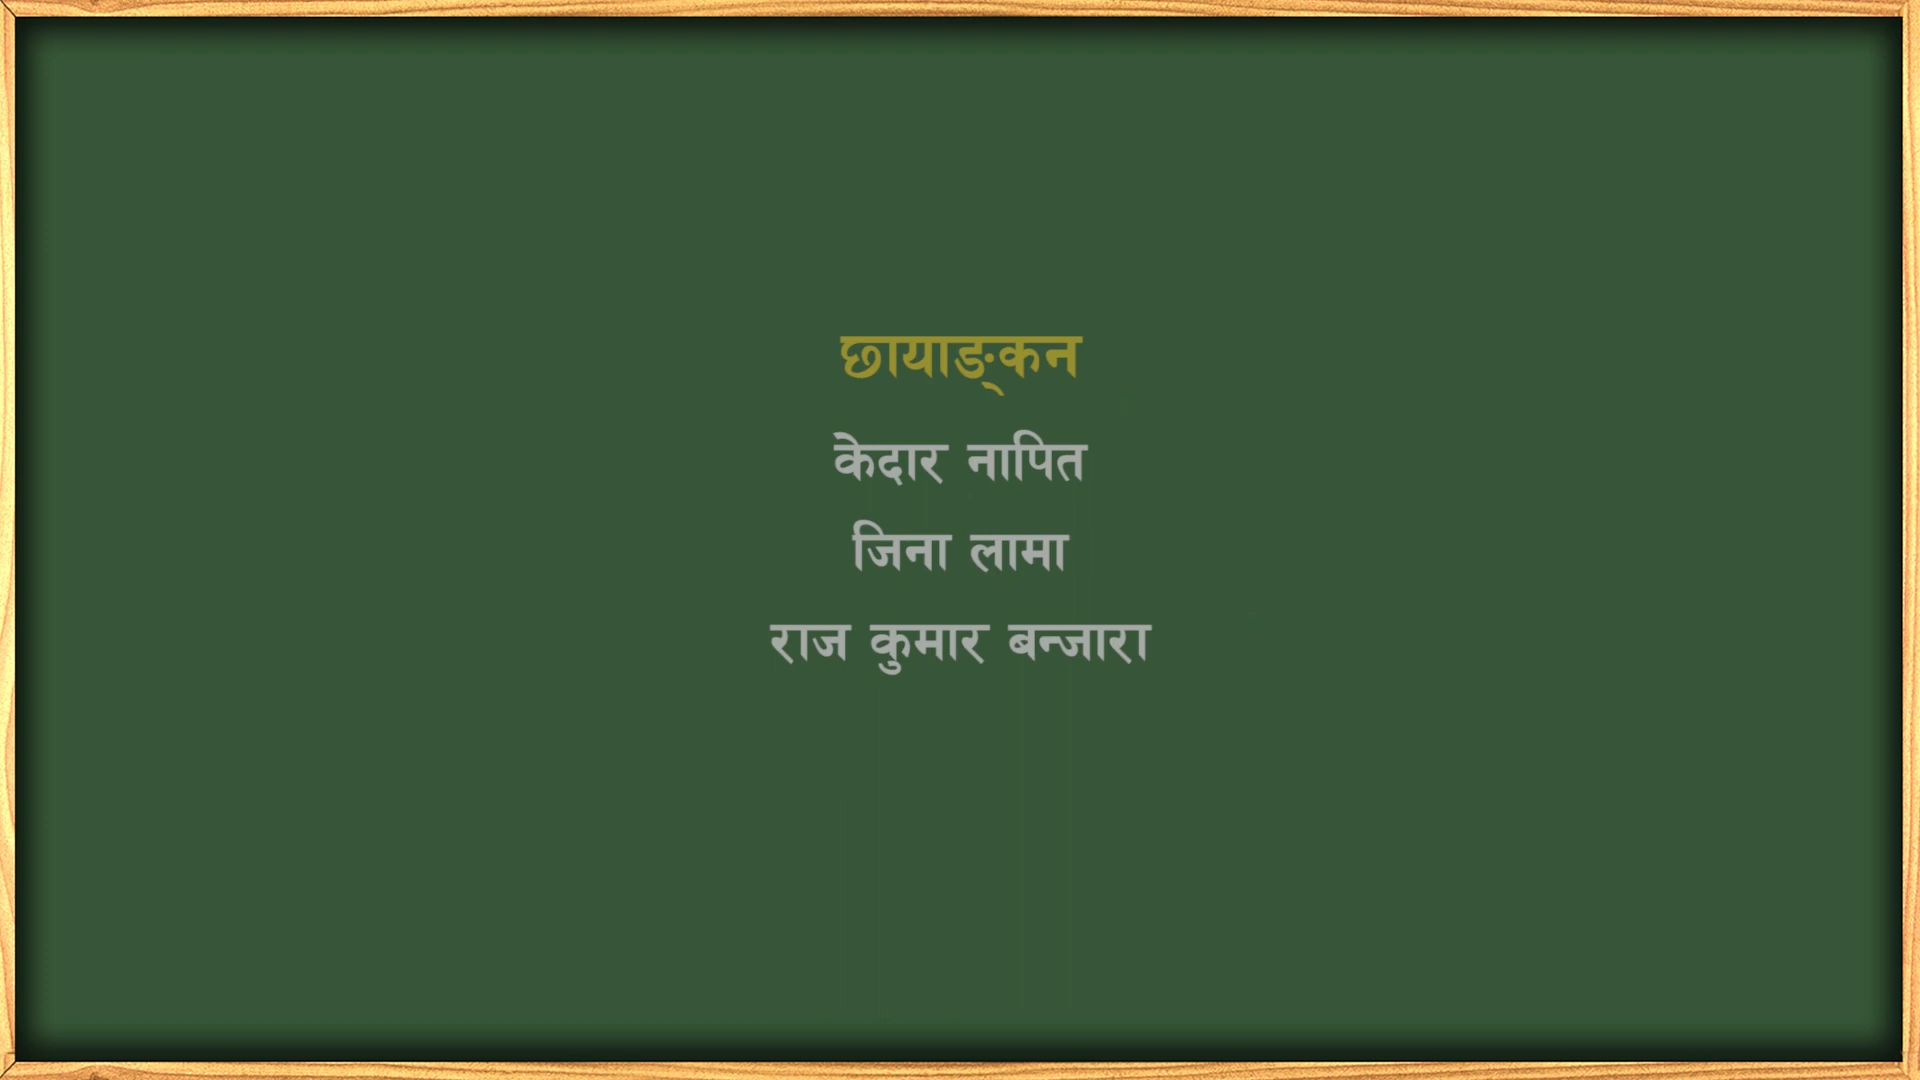 छायाङ्कन
केदार नापित
जिना लामा
राज कुमार बन्जारा